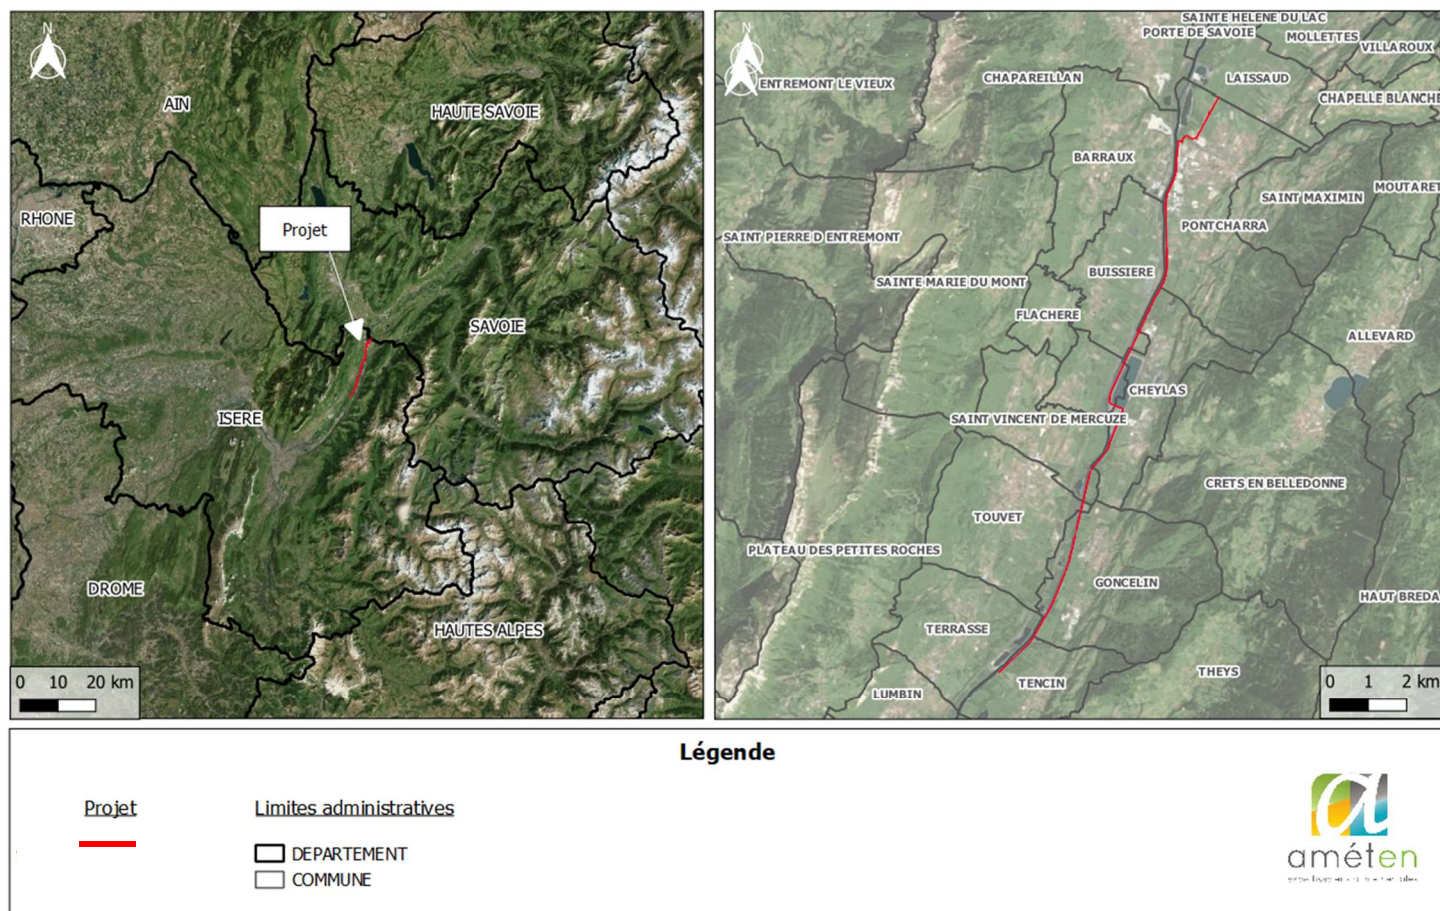 N
AIN
HAUTE SAVOIE
RHONE
Projet
SAVOIE
ISERE
DROME
HAUTES ALPES
0 10 20 km
N
SAINTE HELENE DU LAC
PORTE DE SAVOIE
MOLLETTES
VILLAROUX
ENTREMONT LE VIEUX
CHAPAREILLAN
LAISSAUD
CHAPELLE BLANCHE
BARRAUX
SAINT MAXIMIN
MOUTARET
PONTCHARRA
SAINT PIERRE D ENTREMONT
BUISSIERE
SAINTE MARIE DU MONT
FLACHERE
ALLEVARD
CHEYLAS
SAINT VINCENT DE MERCUZE
CRETS EN BELLEDONNE
TOUVET
PLATEAU DES PETITES ROCHES
GONCELIN
HAUT BREDA
TERRASSE
THEYS
TENCIN
LUMBIN
0 1 2 km
Légende
Projet
Limites administratives
DEPARTEMENT
COMMUNE
améten